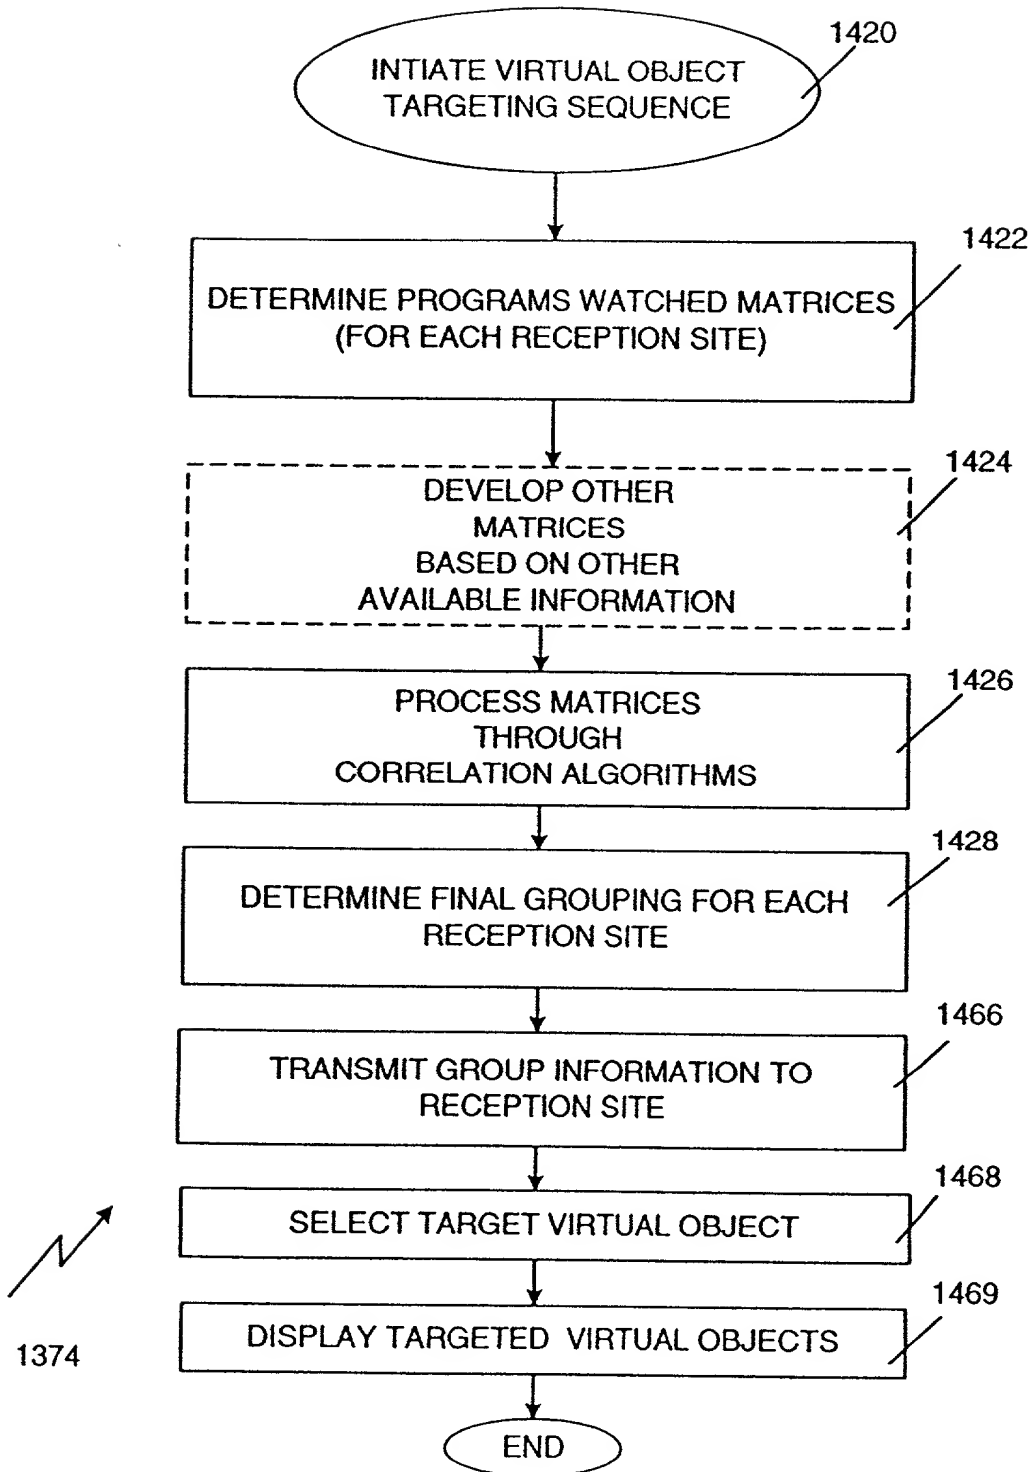 1420
INTIATE VIRTUAL OBJECT
TARGETING SEQUENCE
1422
DETERMINE PROGRAMS WATCHED MATRICES
(FOR EACH RECEPTION SITE)
1424
DEVELOP OTHER
MATRICES
BASED ON OTHER
AVAILABLE INFORMATION
1426
PROCESS MATRICES
THROUGH
CORRELATION ALGORITHMS
1428
DETERMINE FINAL GROUPING FOR EACH
RECEPTION SITE
1466
TRANSMIT GROUP INFORMATION TO
RECEPTION SITE
1468
SELECT TARGET VIRTUAL OBJECT
1469
DISPLAY TARGETED VIRTUAL OBJECTS
1374
END